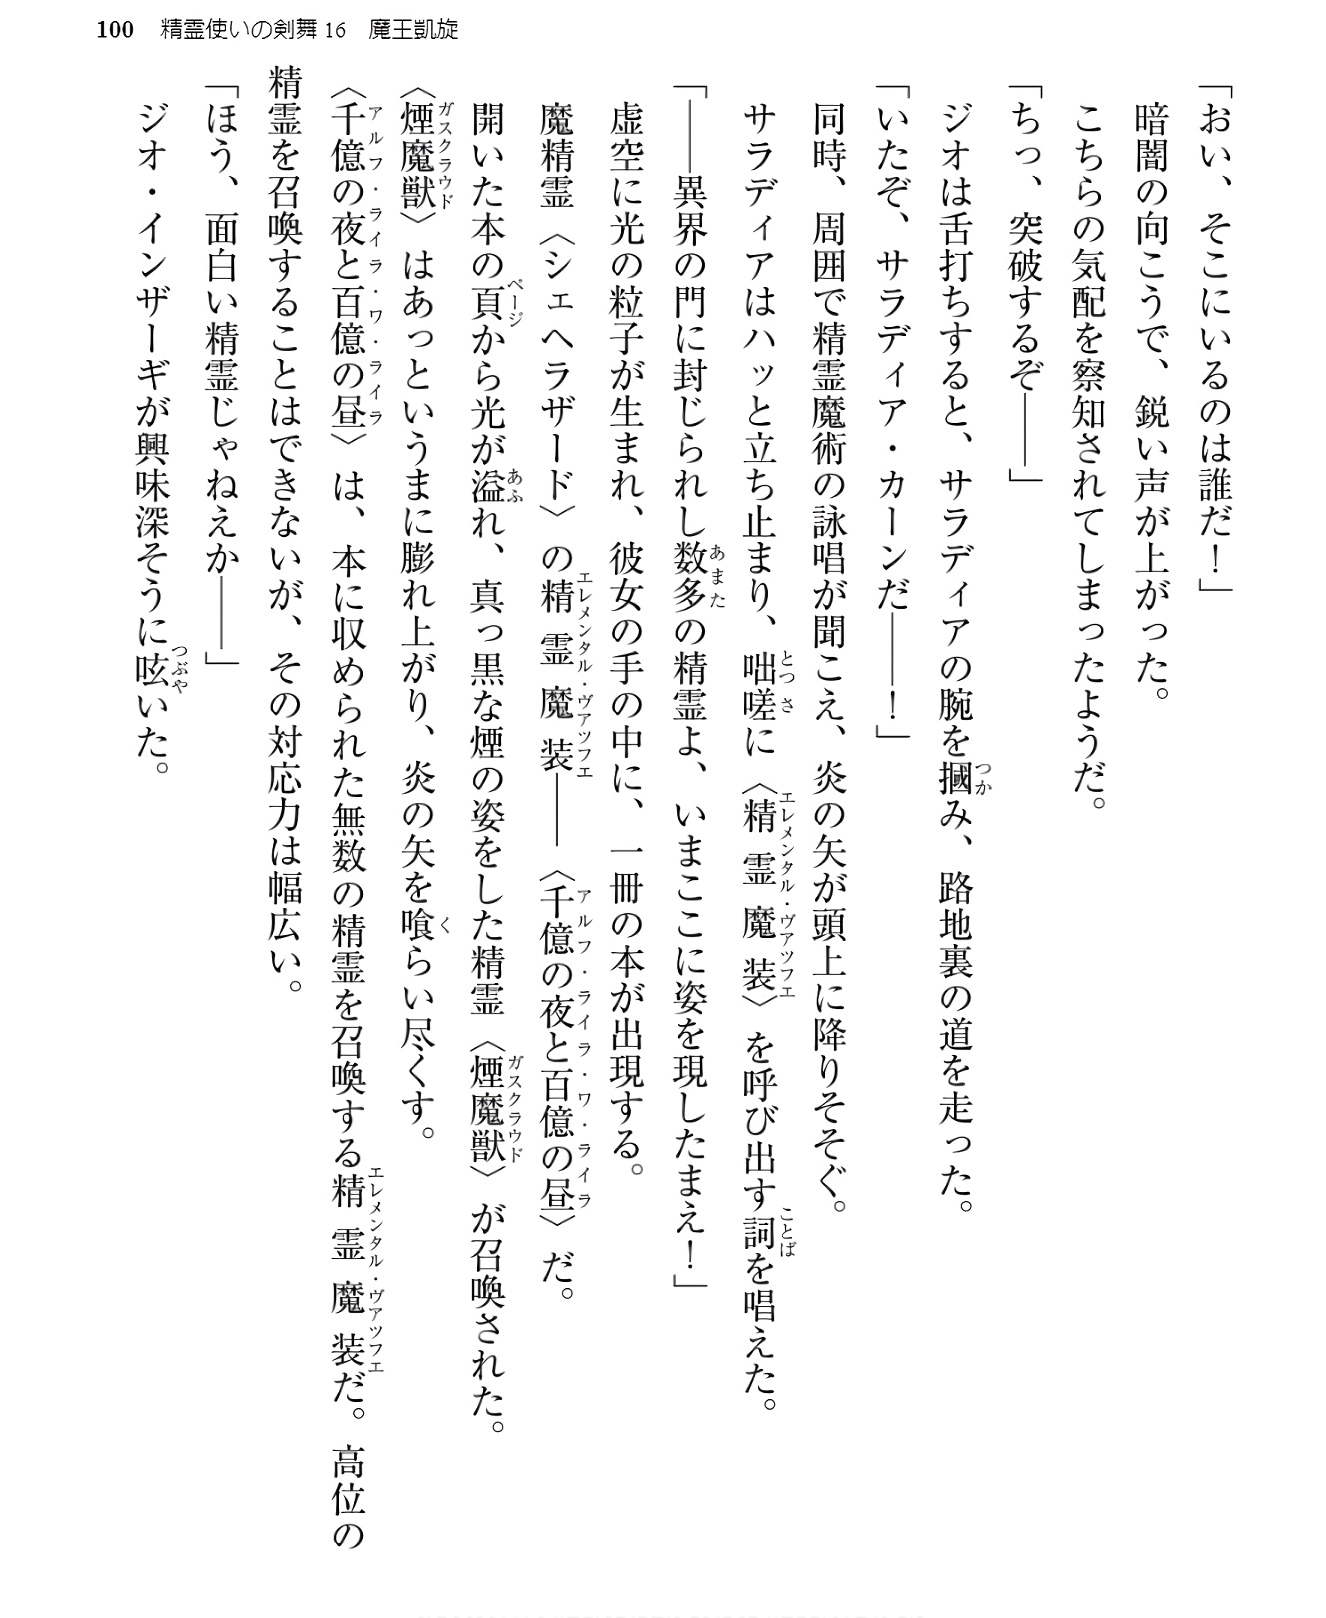 100 精霊使いの剣舞16 魔王凱旋
「おい、そこにいるのは誰だ！」
暗闇の向こうで、鋭い声が上がった。
こちらの気配を察知されてしまったようだ。
「ちっ、突破するぞ――」
ジオは舌打ちすると、サラディアの腕を摑み、路地裏の道を走った。
「いたぞ、サラディア・カーンだ――！」
同時、周囲で精霊魔術の詠唱が聞こえ、炎の矢が頭上に降りそそぐ。
サラディアはハッと立ち止まり、咄嗟に〈精霊魔装〉を呼び出す詞を唱えた。
「――異界の門に封じられし数多の精霊よ、いまここに姿を現したまえ！」
虚空に光の粒子が生まれ、彼女の手の中に、一冊の本が出現する。
魔精霊〈シェヘラザード〉の精霊魔装――〈千億の夜と百億の昼〉だ。
開いた本の頁から光が溢れ、真っ黒な煙の姿をした精霊〈煙魔獣〉が召喚された。
〈煙魔獣〉はあっというまに膨れ上がり、炎の矢を喰らい尽くす。
〈千億の夜と百億の昼〉は、本に収められた無数の精霊を召喚する精霊魔装だ。高位の
精霊を召喚することはできないが、その対応力は幅広い。
「ほう、面白い精霊じゃねえか――」
ジオ・インザーギが興味深そうに呟いた。